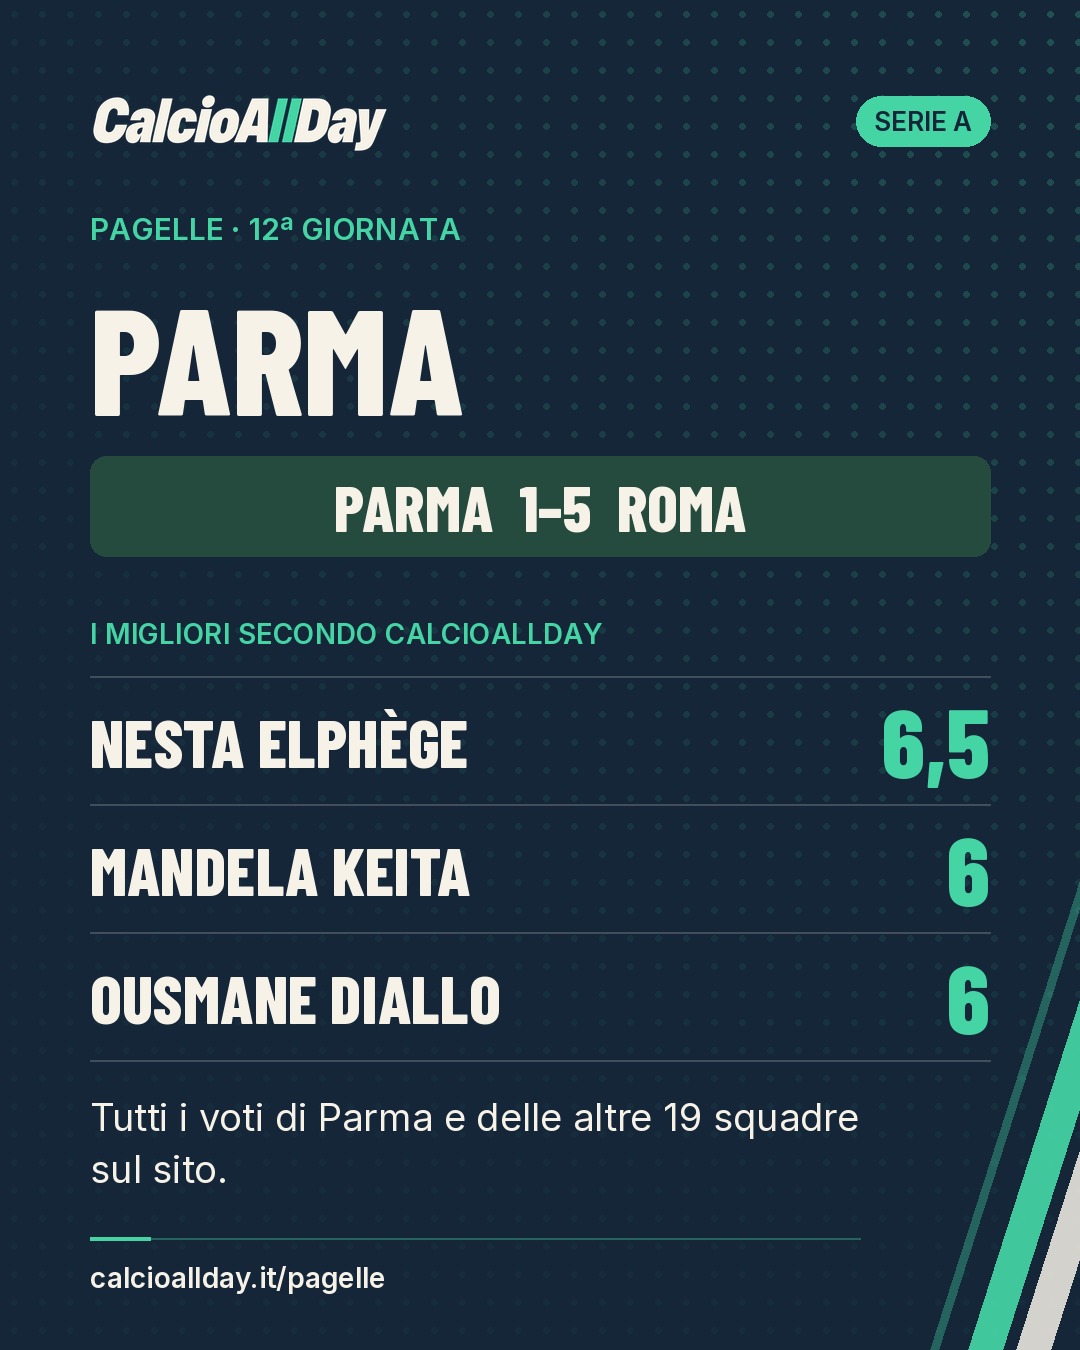 CalcioAllDay
SERIE A
PAGELLE · 12ª GIORNATA
PARMA
PARMA 1–5 ROMA
I MIGLIORI SECONDO CALCIOALLDAY
NESTA ELPHÈGE 6,5
MANDELA KEITA 6
OUSMANE DIALLO 6
Tutti i voti di Parma e delle altre 19 squadre
sul sito.
calcioallday.it/pagelle